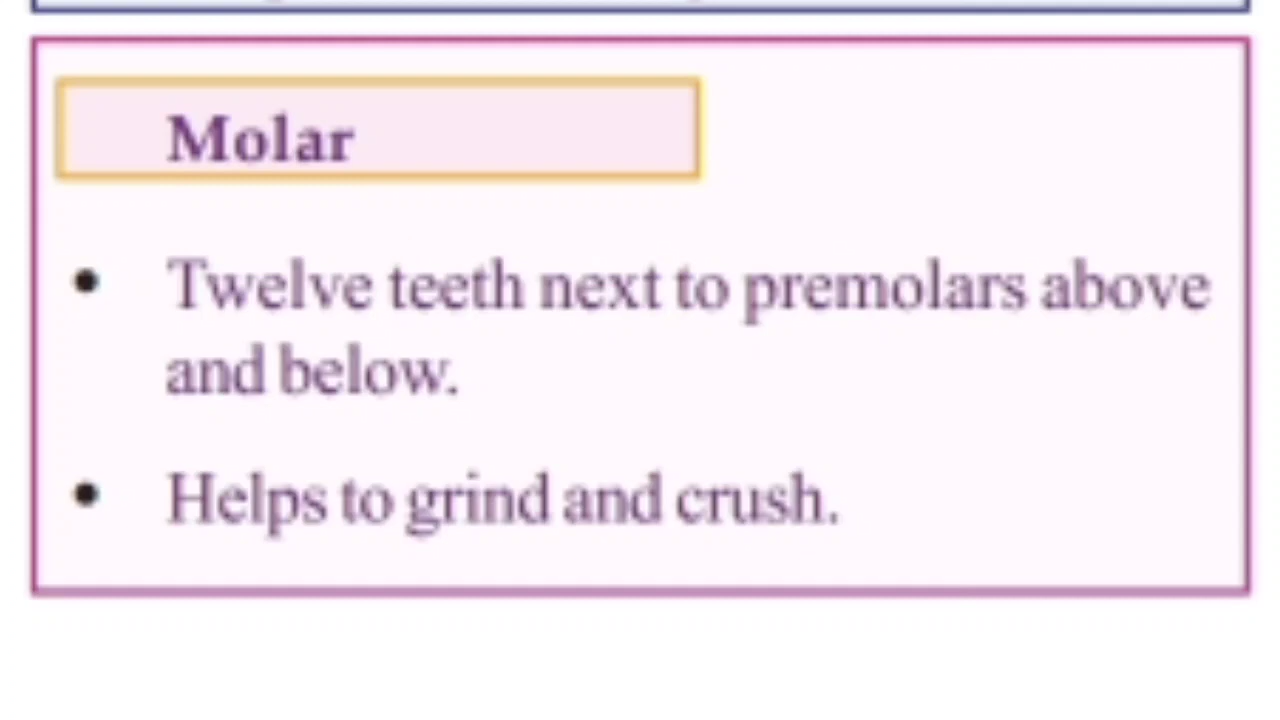 Molar
• Twelve teeth next to premolars above
and below.
• Helps to grind and crush.